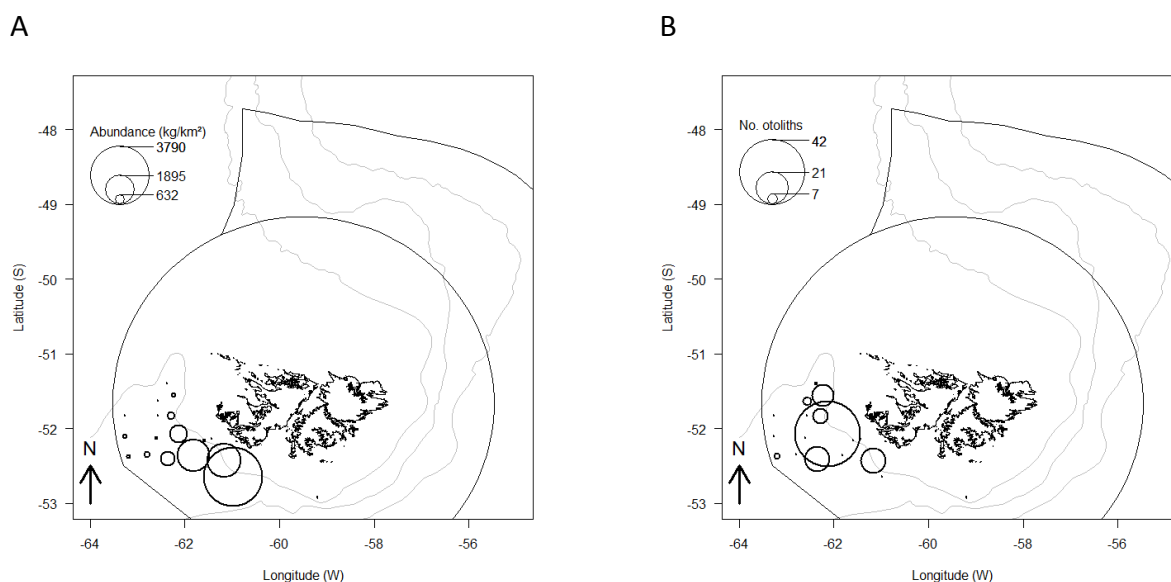 A
Abundance (kg/km²)
3790
1895
632
-48
-49
-50
-51
-52
-53
Latitude (S)
N
-64
-62
-60
-58
-56
Longitude (W)
B
No. otoliths
42
21
7
-48
-49
-50
-51
-52
-53
Latitude (S)
N
-64
-62
-60
-58
-56
Longitude (W)